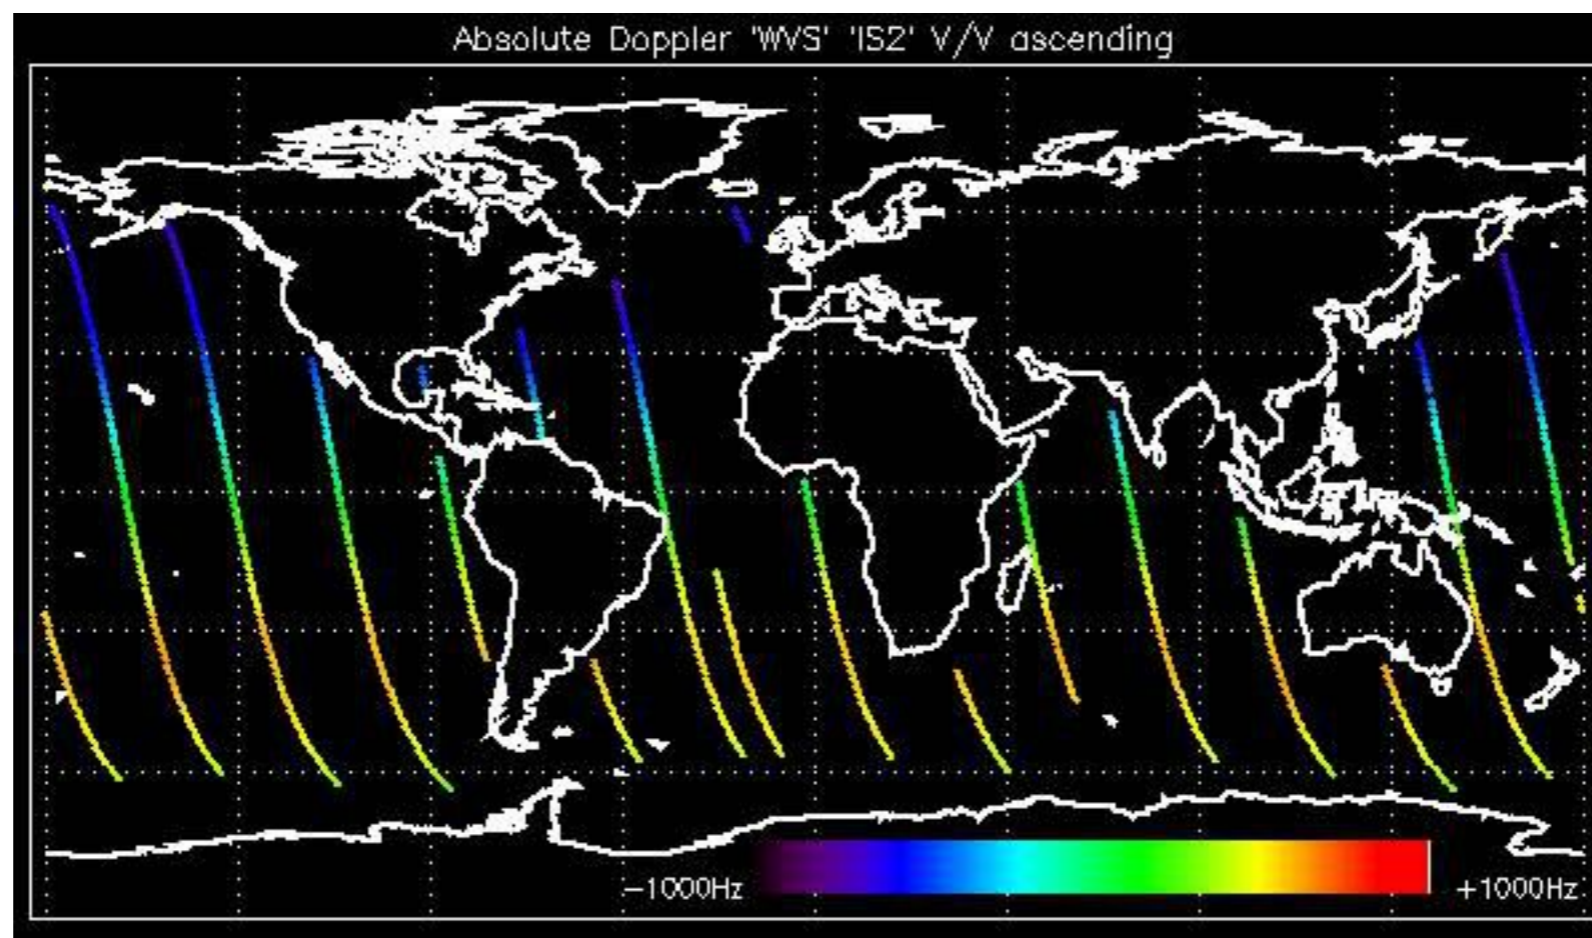 Absolute Doppler 'WVS' 'IS2' V/V ascending
-1000Hz +1000Hz